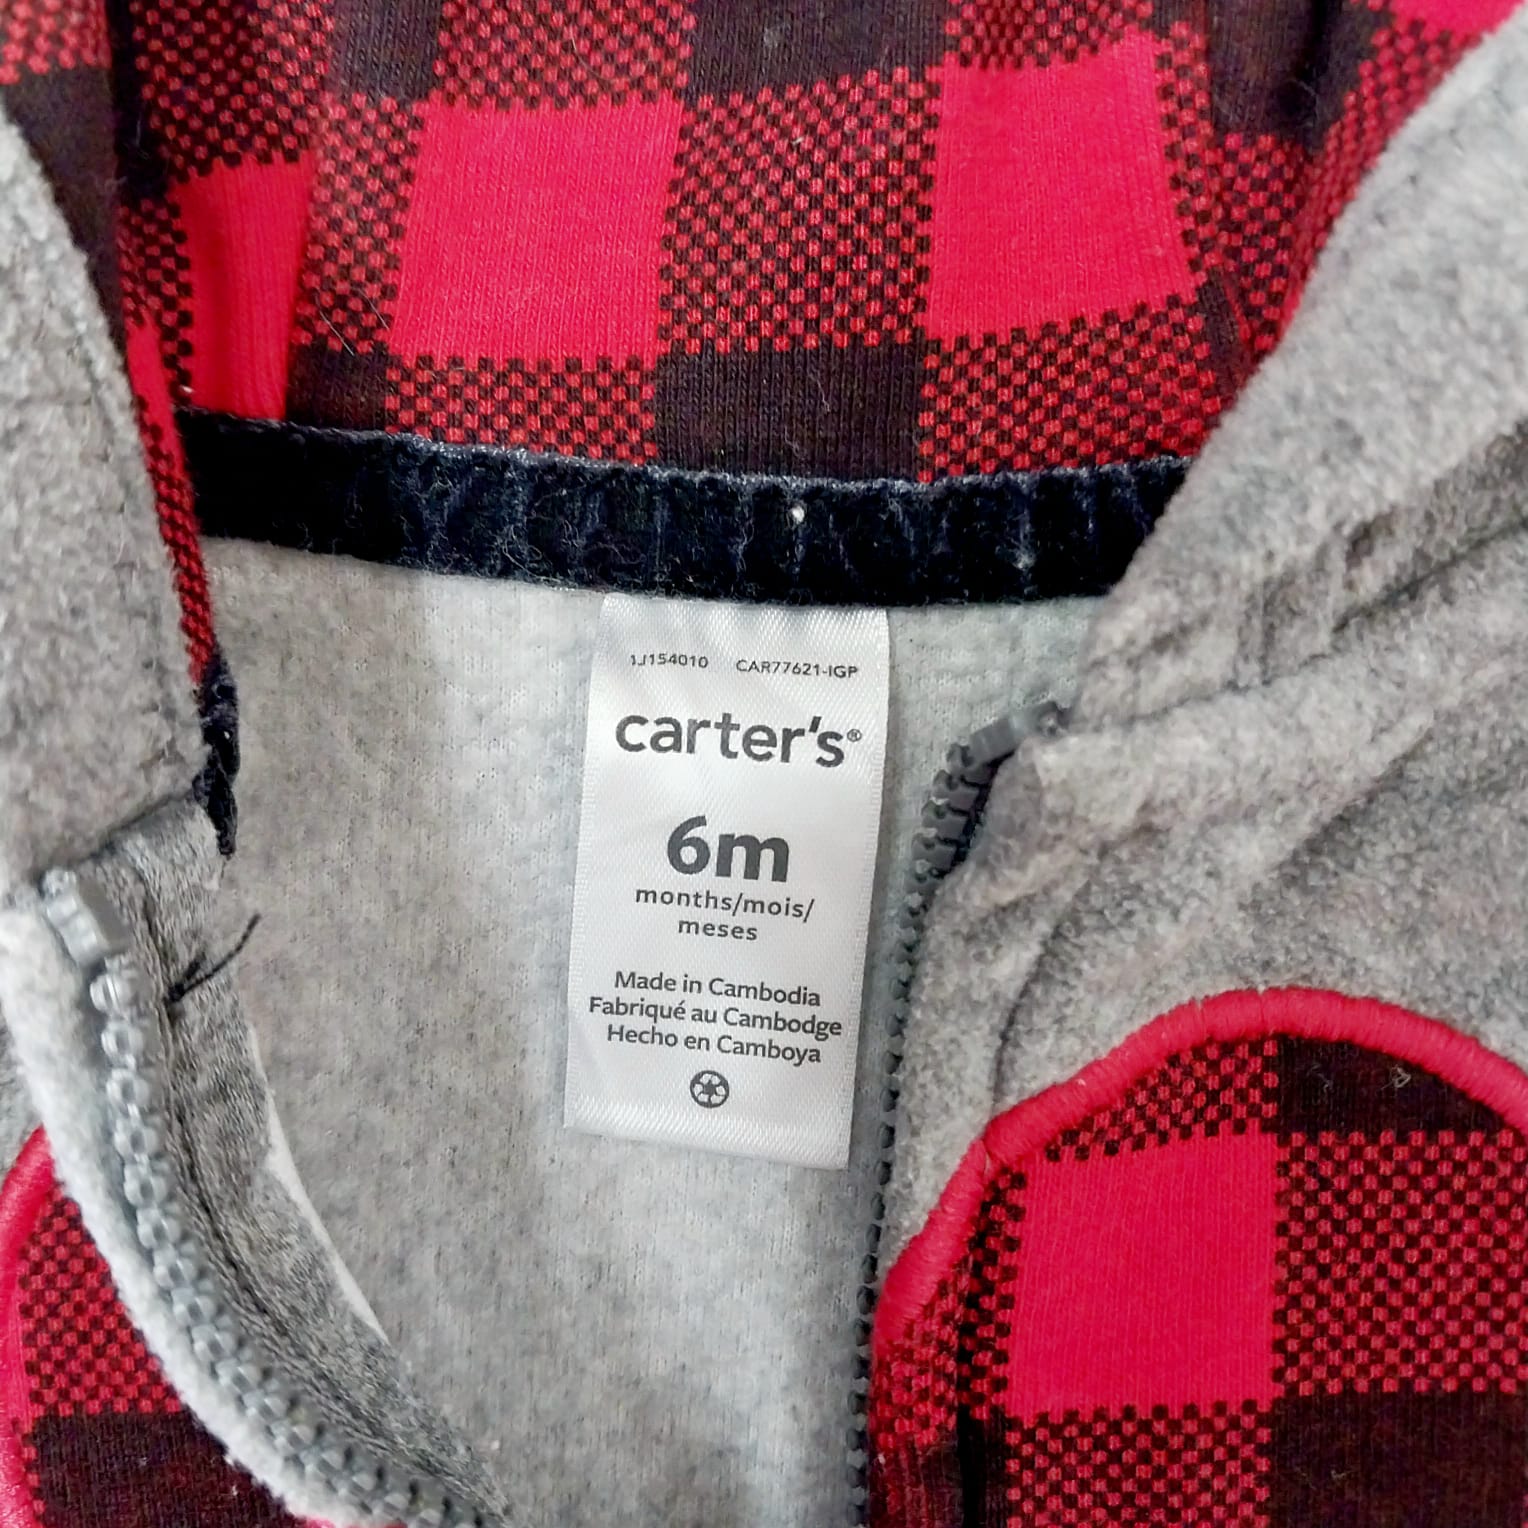 1J154010 CAR77621-IGP
carter's®
6m
months/mois/
meses
Made in Cambodia
Fabriqué au Cambodge
Hecho en Camboya